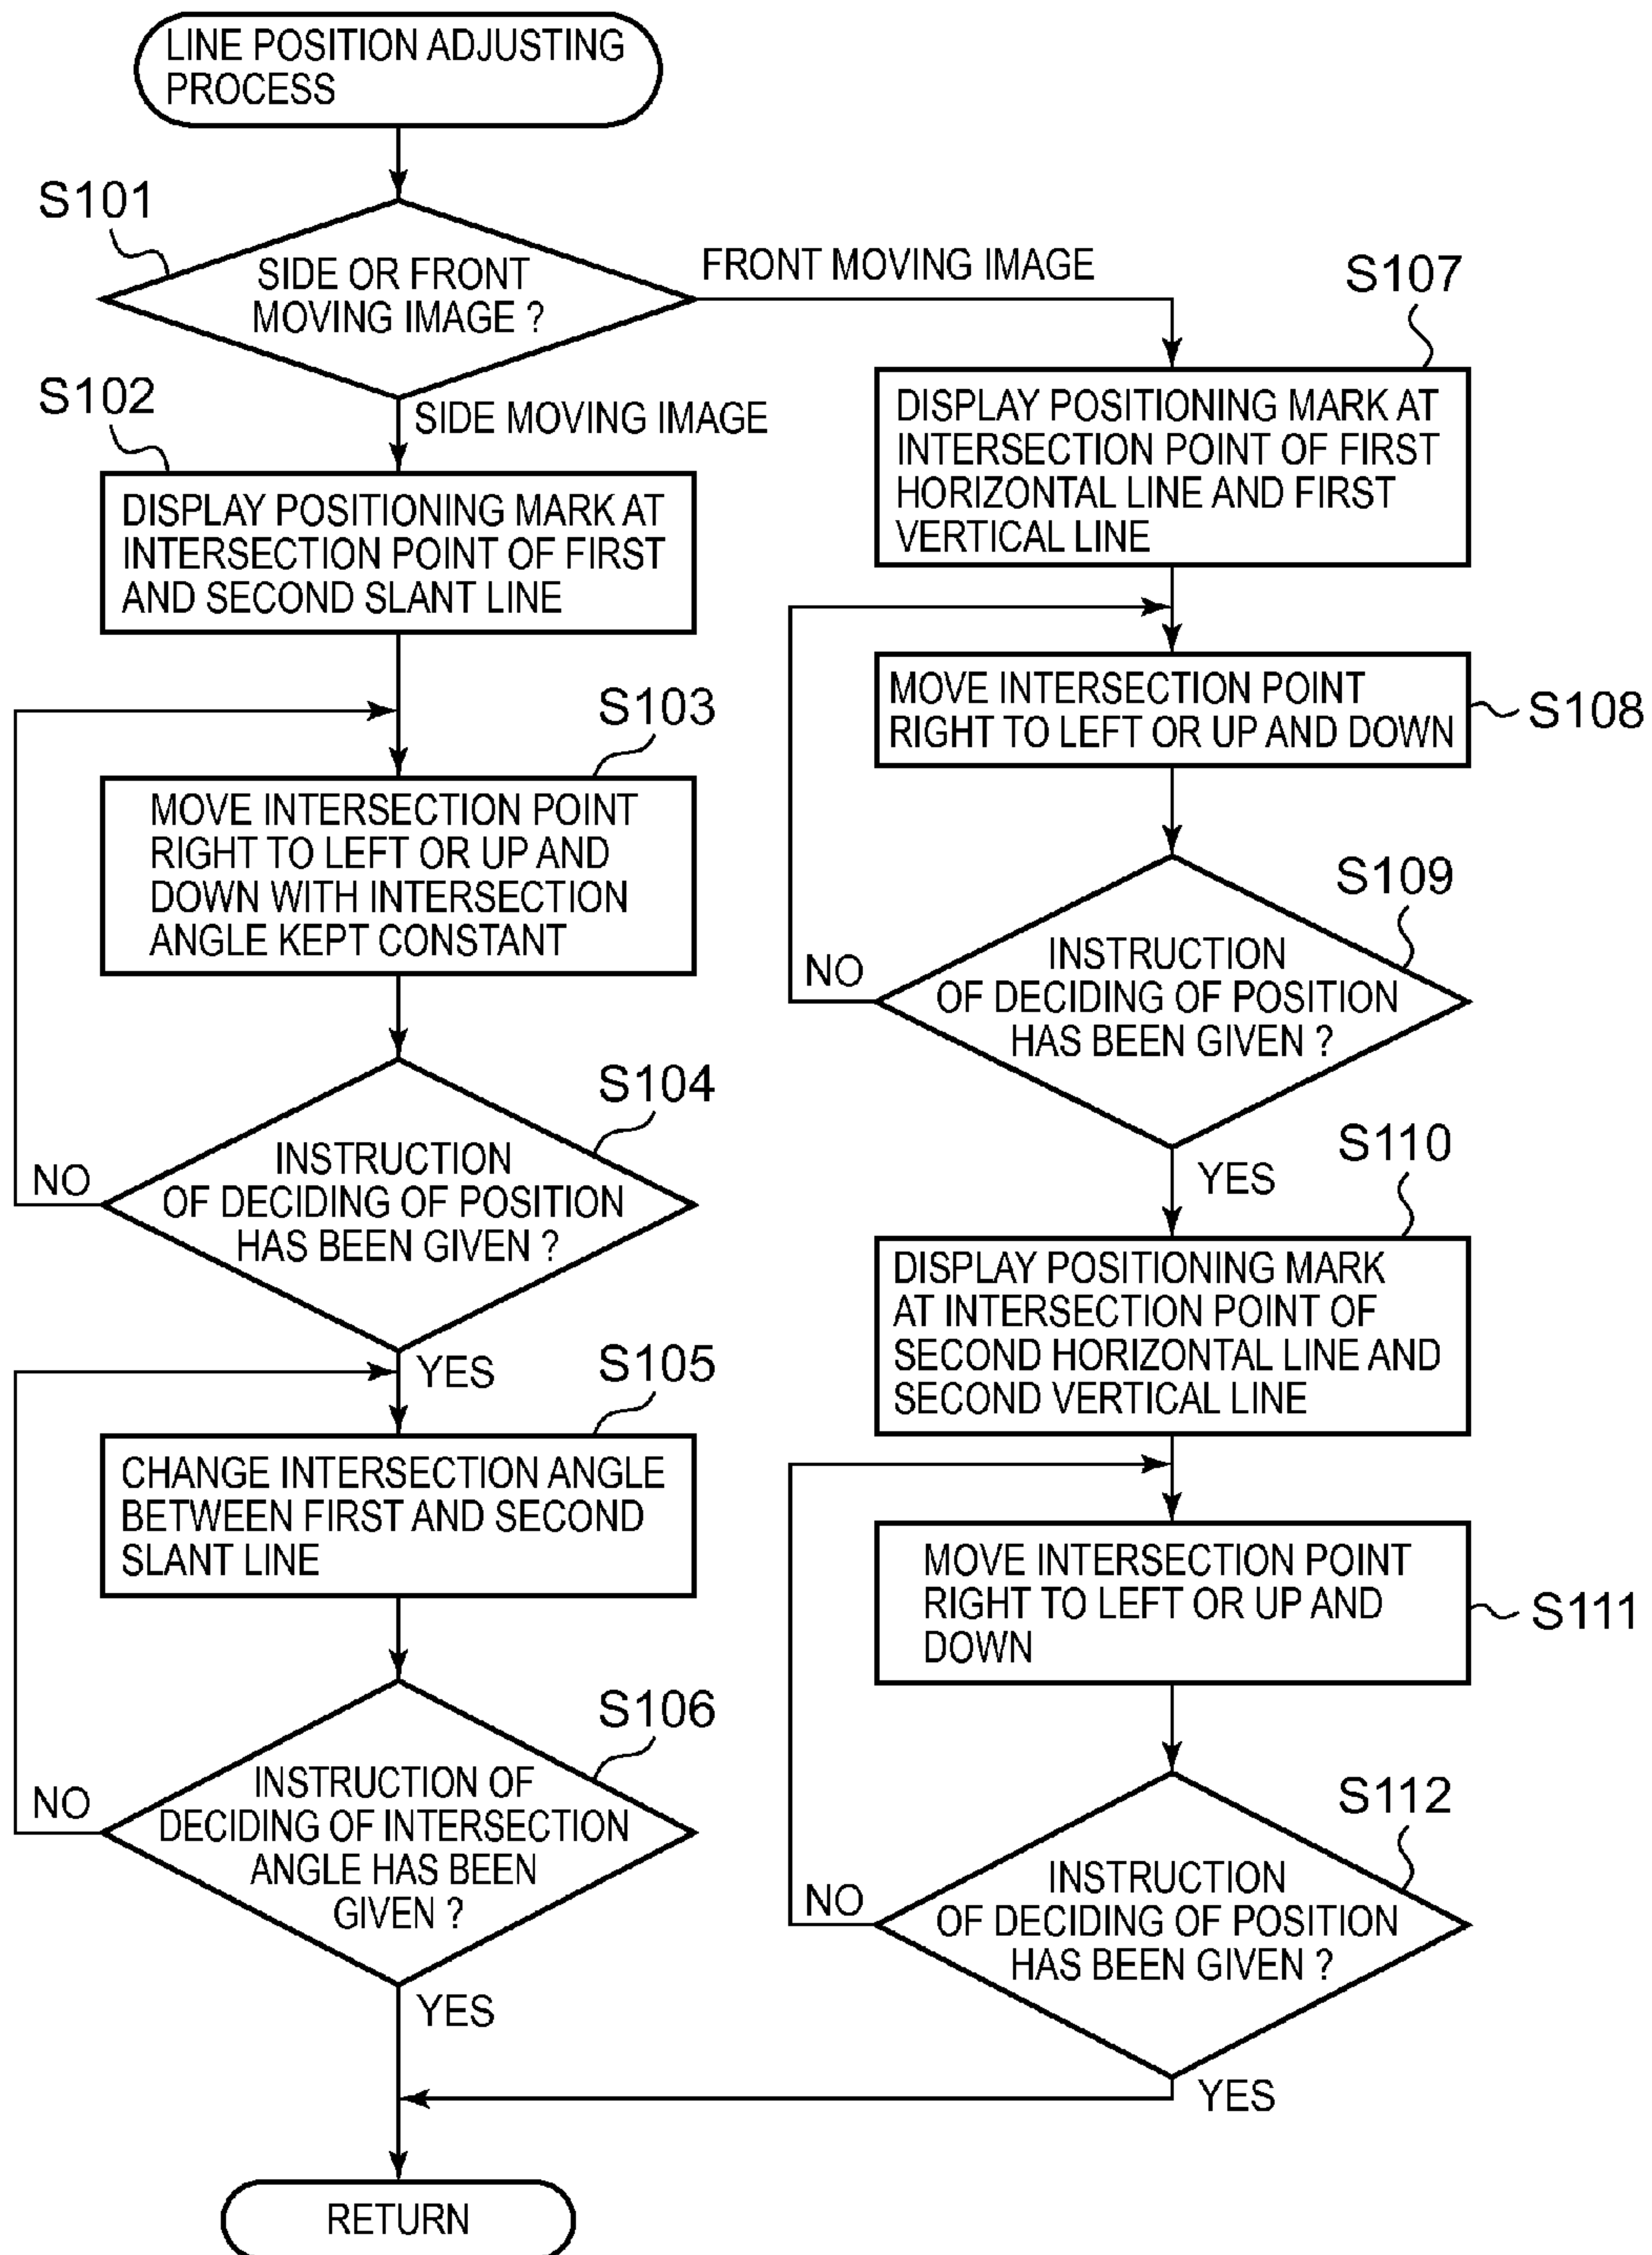 LINE POSITION ADJUSTING
PROCESS
S101
SIDE OR FRONT
MOVING IMAGE ?
FRONT MOVING IMAGE
SIDE MOVING IMAGE
S102
DISPLAY POSITIONING MARK AT
INTERSECTION POINT OF FIRST
AND SECOND SLANT LINE
S103
MOVE INTERSECTION POINT
RIGHT TO LEFT OR UP AND
DOWN WITH INTERSECTION
ANGLE KEPT CONSTANT
S104
INSTRUCTION
OF DECIDING OF POSITION
HAS BEEN GIVEN ?
NO
YES
S105
CHANGE INTERSECTION ANGLE
BETWEEN FIRST AND SECOND
SLANT LINE
S106
INSTRUCTION OF
DECIDING OF INTERSECTION
ANGLE HAS BEEN
GIVEN ?
NO
YES
S107
DISPLAY POSITIONING MARK AT
INTERSECTION POINT OF FIRST
HORIZONTAL LINE AND FIRST
VERTICAL LINE
MOVE INTERSECTION POINT
RIGHT TO LEFT OR UP AND DOWN
S108
S109
INSTRUCTION
OF DECIDING OF POSITION
HAS BEEN GIVEN ?
NO
YES
S110
DISPLAY POSITIONING MARK
AT INTERSECTION POINT OF
SECOND HORIZONTAL LINE AND
SECOND VERTICAL LINE
MOVE INTERSECTION POINT
RIGHT TO LEFT OR UP AND
DOWN
S111
S112
INSTRUCTION
OF DECIDING OF POSITION
HAS BEEN GIVEN ?
NO
YES
RETURN